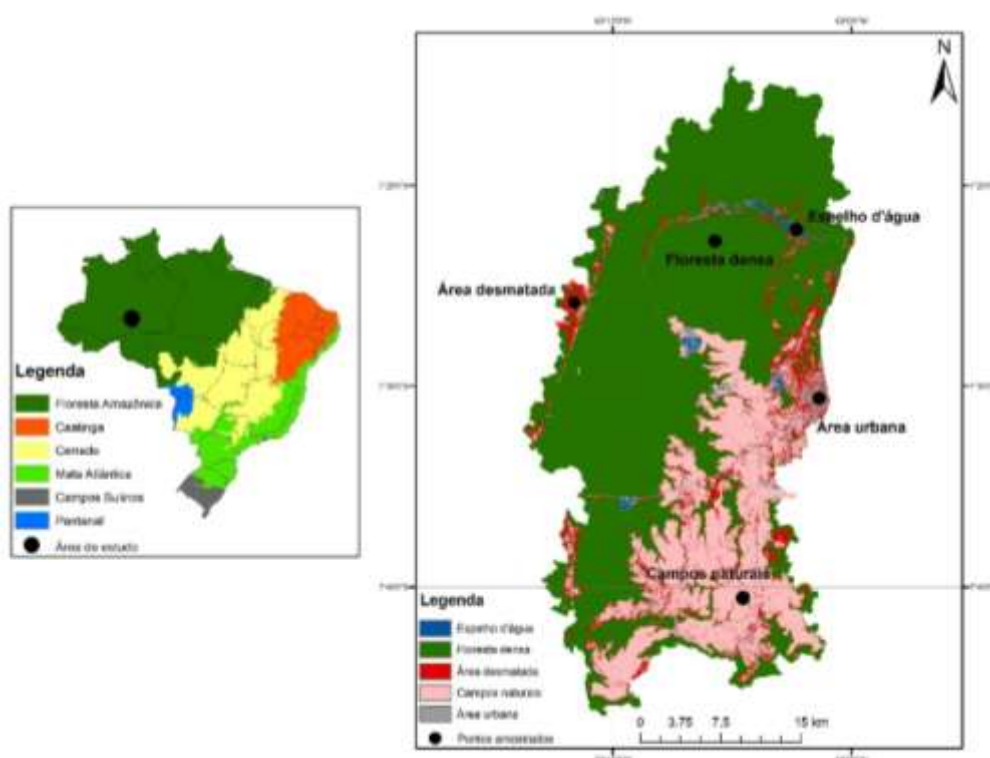 Legenda
Floresta Amazônica
Caatinga
Cerrado
Mata Atlântica
Campos Sulinos
Pantanal
Área de estudo
N
Espelho d'água
Floresta densa
Área desmatada
Área urbana
Campos naturais
Legenda
Espelho d'água
Floresta densa
Área desmatada
Campos naturais
Área urbana
Pontos amostrados
0 3.75 7.5 15 km